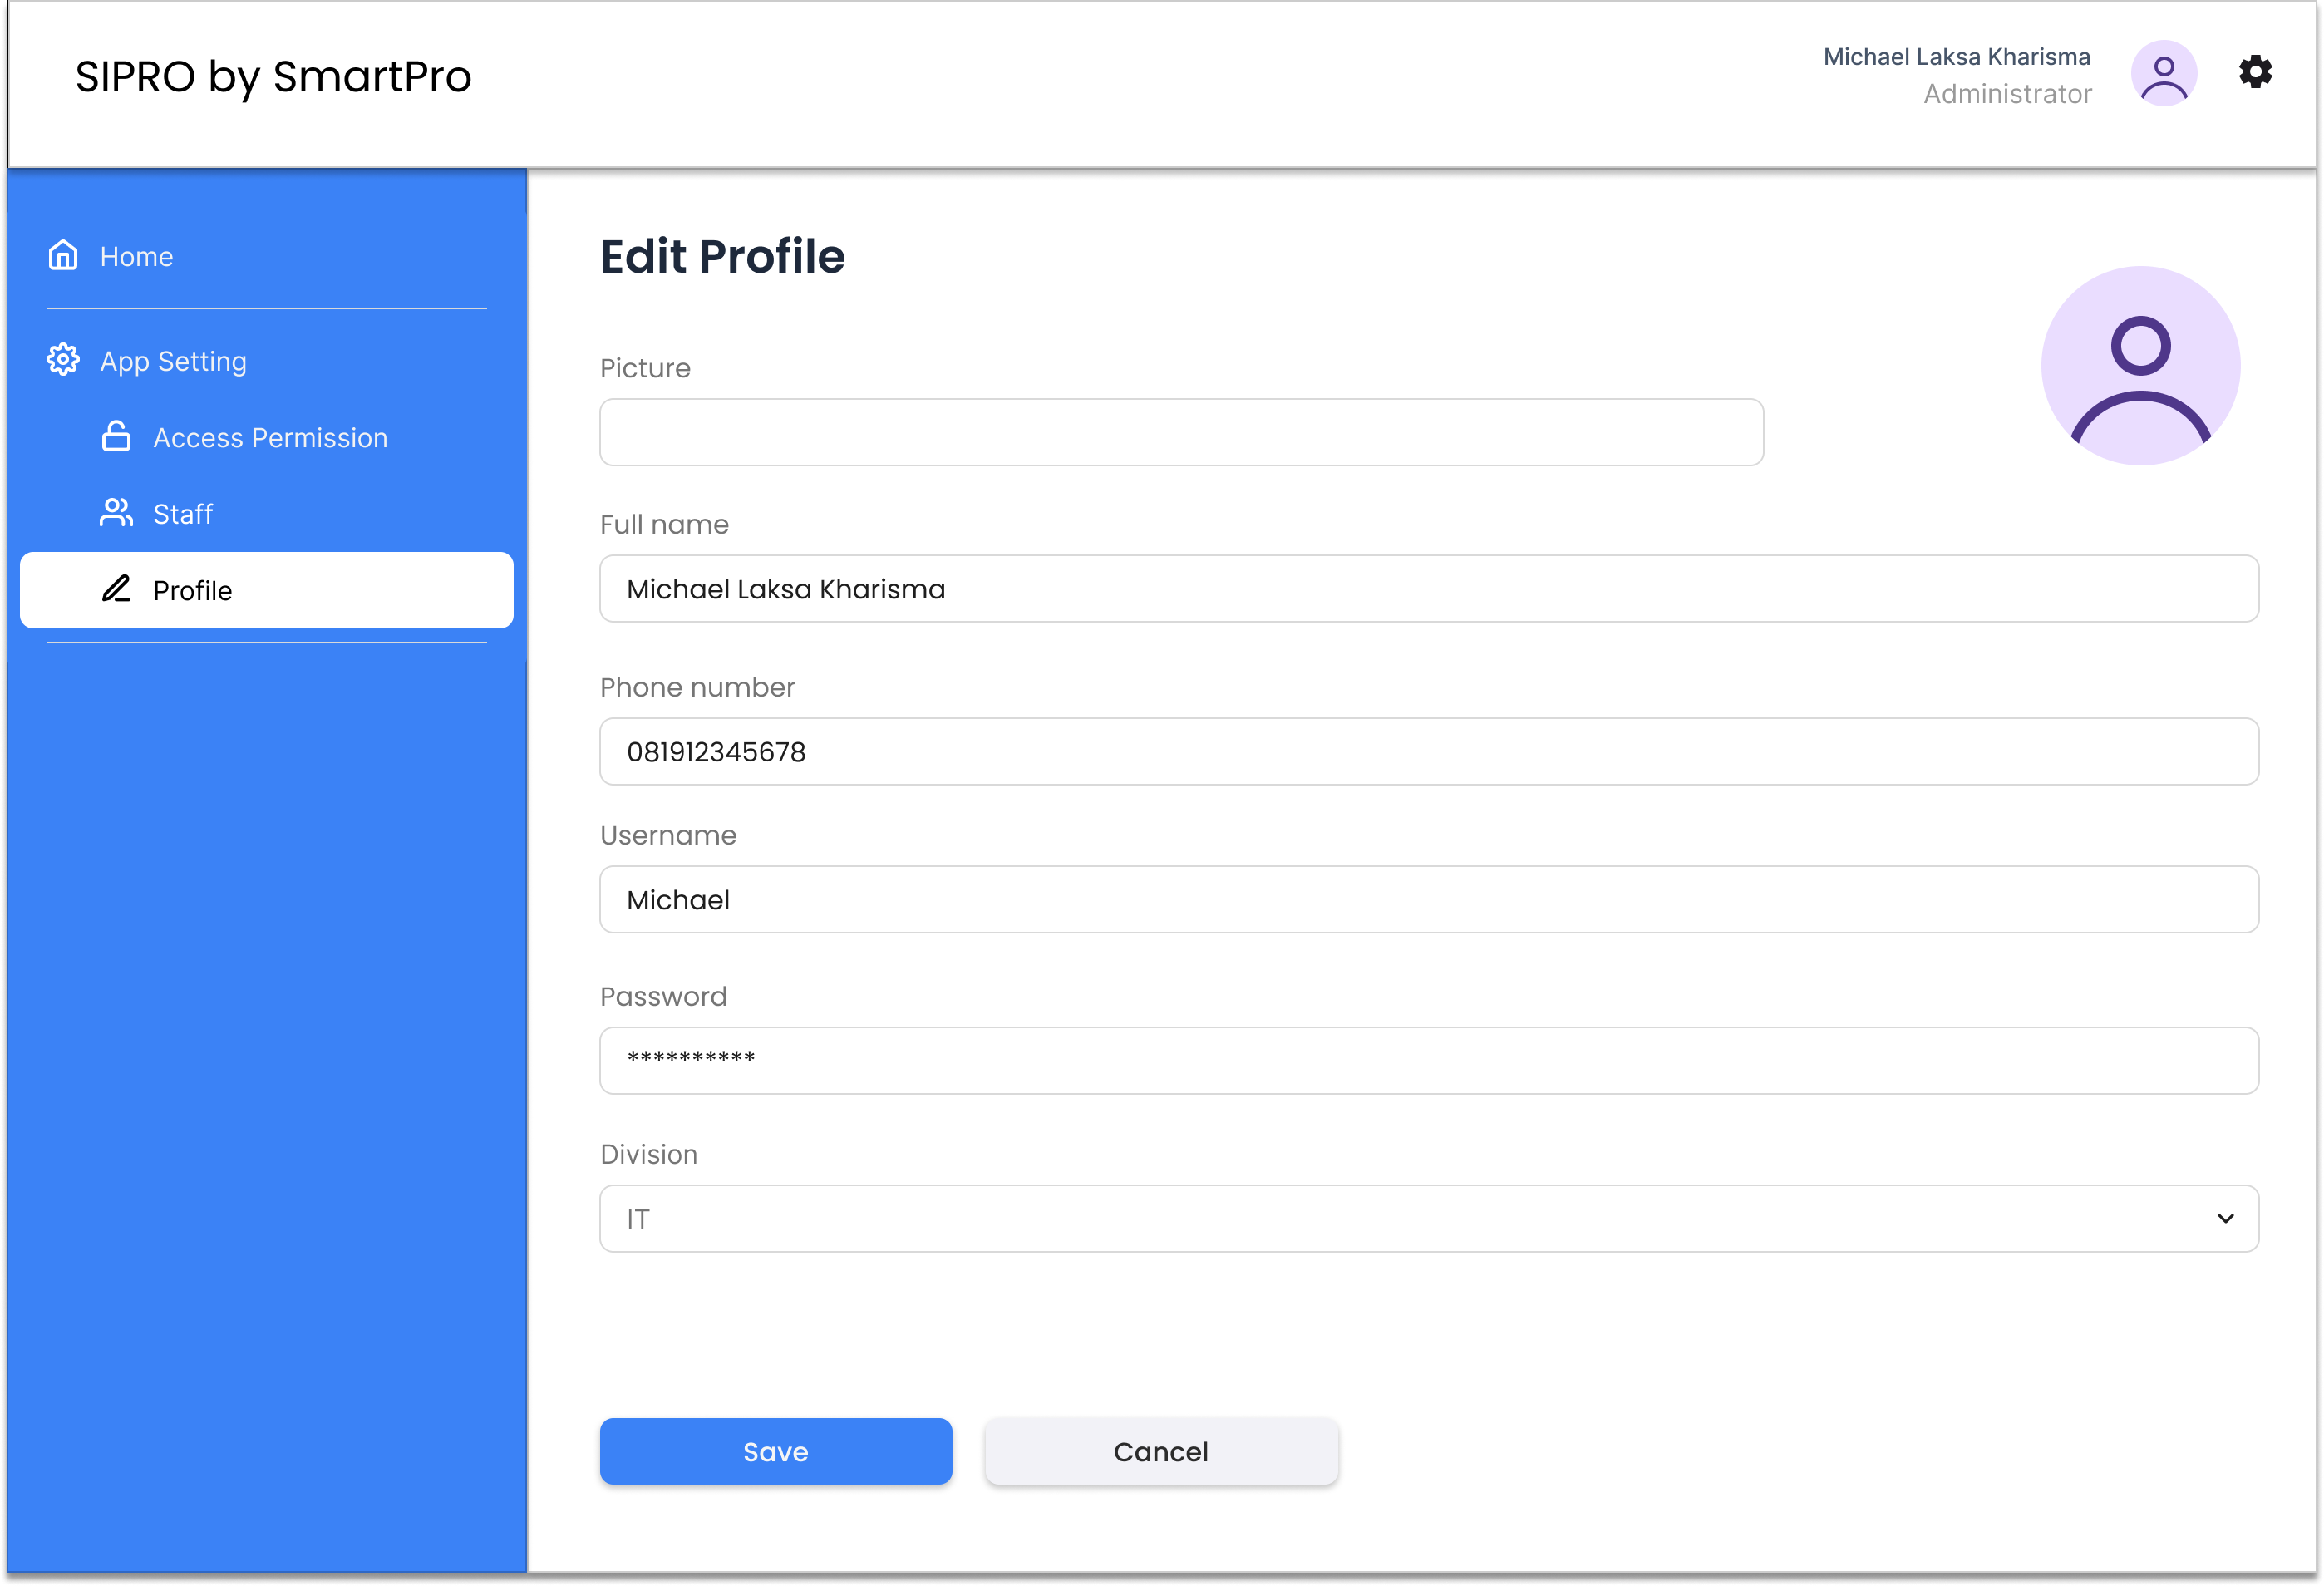 SIPRO by SmartPro
Michael Laksa Kharisma
Administrator
Home
App Setting
Access Permission
Staff
Profile
Edit Profile
Picture
Full name
Michael Laksa Kharisma
Phone number
081912345678
Username
Michael
Password
**********
Division
IT
Save
Cancel